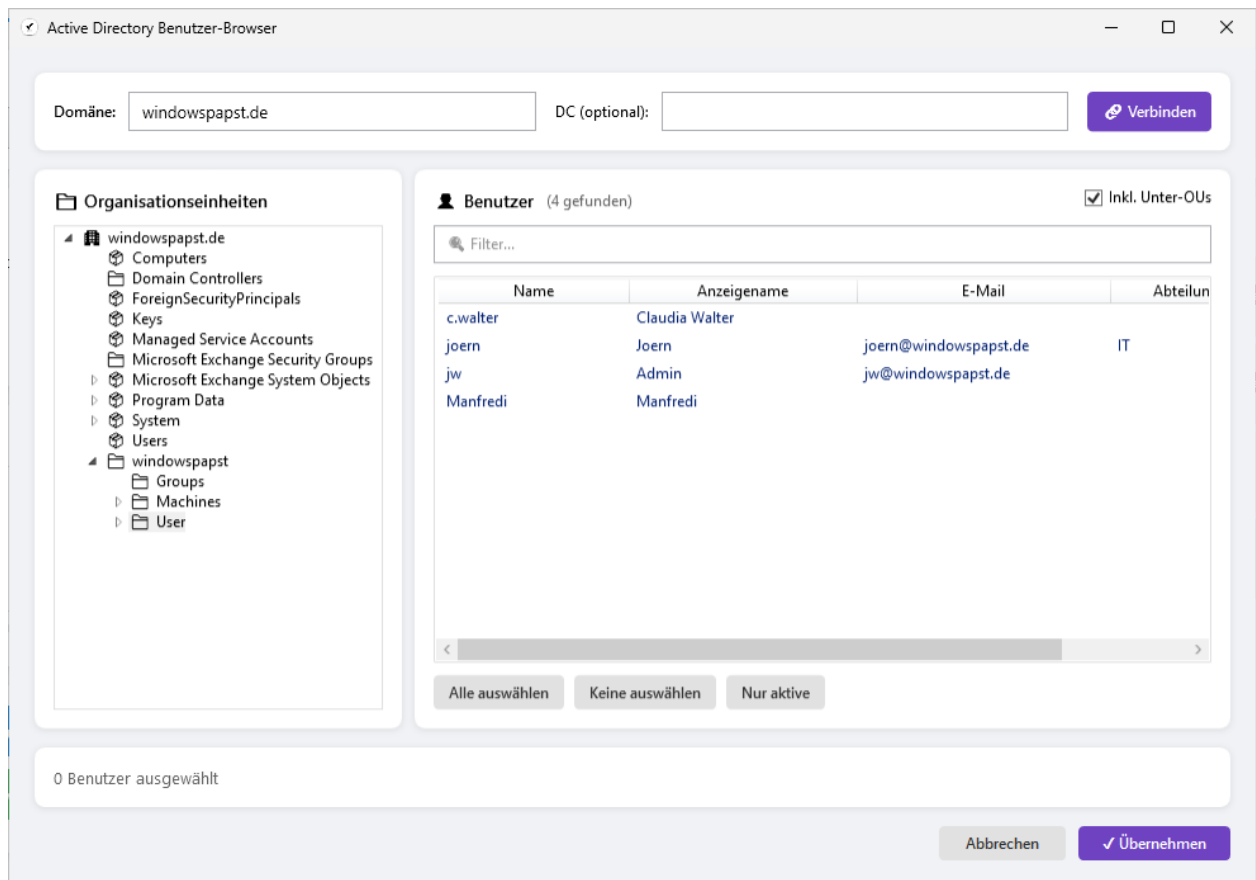 Active Directory Benutzer-Browser
Domäne: windowspapst.de DC (optional): Verbinden
Organisationseinheiten
windowspapst.de
Computers
Domain Controllers
ForeignSecurityPrincipals
Keys
Managed Service Accounts
Microsoft Exchange Security Groups
Microsoft Exchange System Objects
Program Data
System
Users
windowspapst
Groups
Machines
User
Benutzer (4 gefunden) Inkl. Unter-OUs
Filter...
Name Anzeigename E-Mail Abteilun
c.walter Claudia Walter
joern Joern joern@windowspapst.de IT
jw Admin jw@windowspapst.de
Manfredi Manfredi
Alle auswählen Keine auswählen Nur aktive
0 Benutzer ausgewählt
Abbrechen ✓ Übernehmen